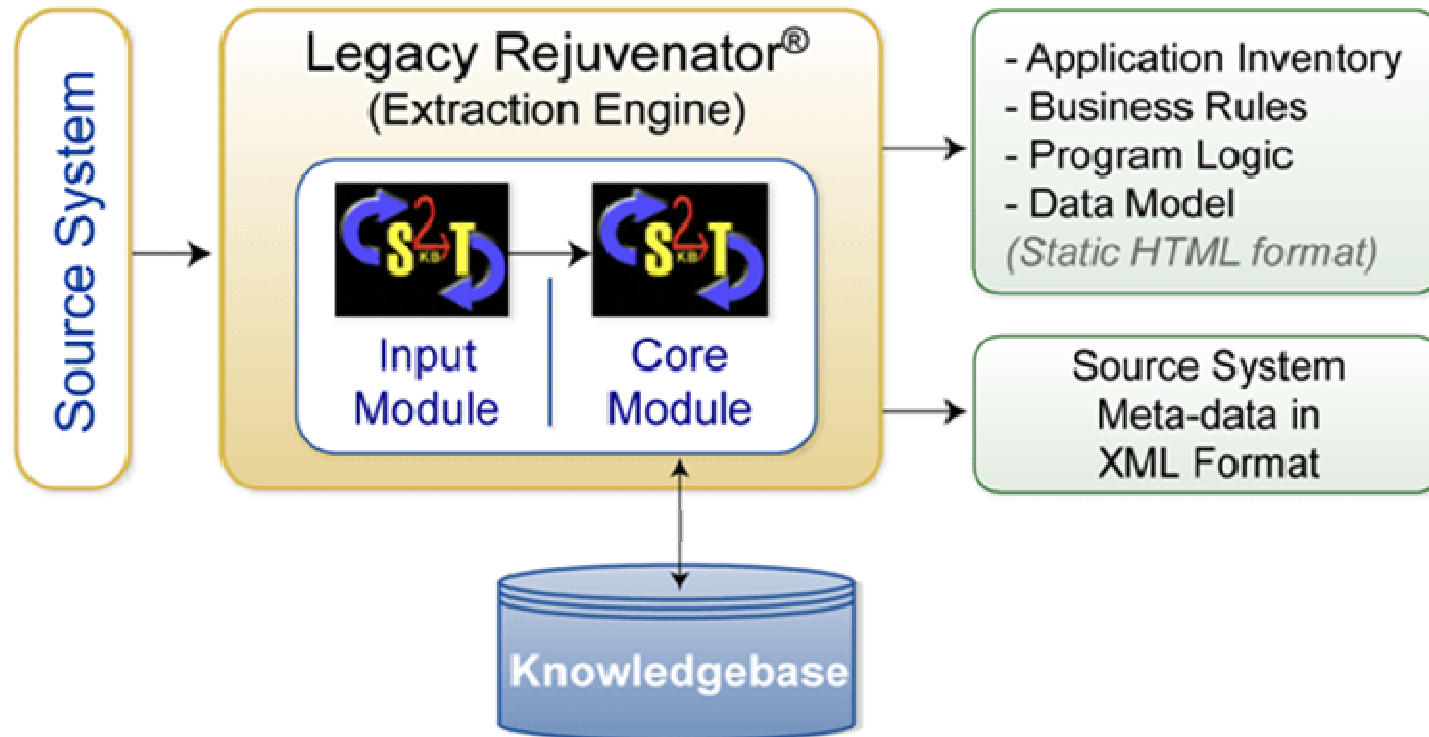 Source System
Legacy Rejuvenator®
(Extraction Engine)
S2T
KB
Input
Module
S2T
KB
Core
Module
- Application Inventory
- Business Rules
- Program Logic
- Data Model
(Static HTML format)
Source System
Meta-data in
XML Format
Knowledgebase